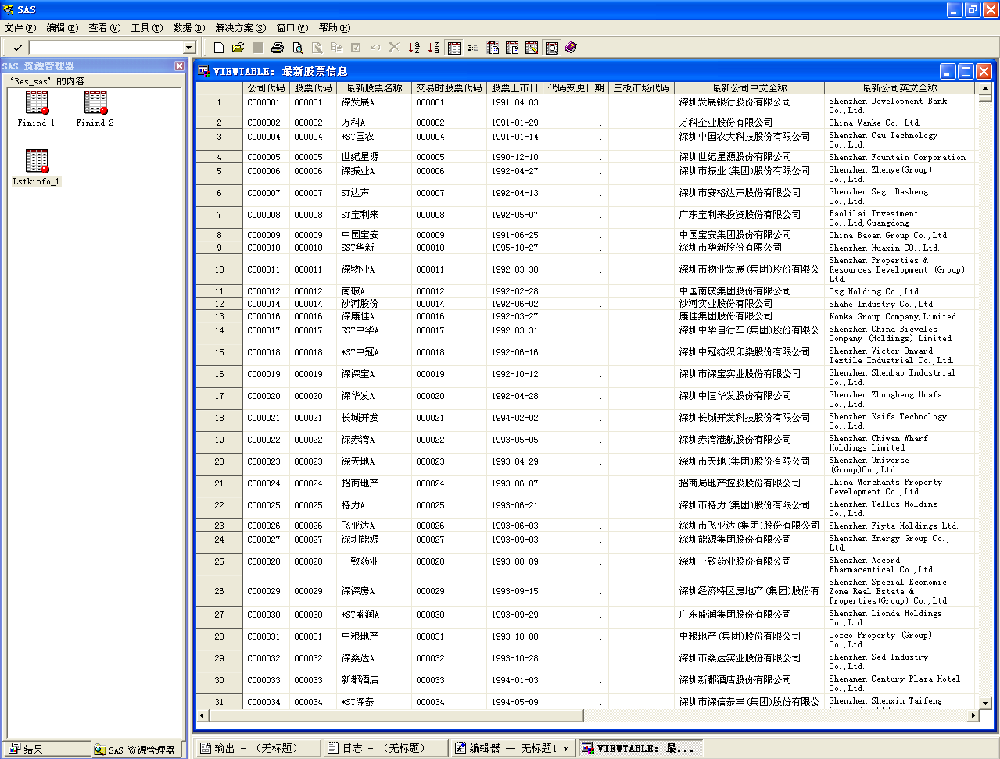 SAS
文件(F) 编辑(E) 查看(V) 工具(T) 数据(D) 解决方案(S) 窗口(W) 帮助(H)
SAS 资源管理器
‘Res_sas’的内容
Finind_1 Finind_2
Lstkinfo_1
VIEWTABLE: 最新股票信息
公司代码 股票代码 最新股票名称 交易时股票代码 股票上市日 代码变更日期 三板市场代码 最新公司中文全称 最新公司英文全称
1 C000001 000001 深发展A 000001 1991-04-03 . 深圳发展银行股份有限公司 Shenzhen Development Bank
Co.,Ltd.
2 C000002 000002 万科A 000002 1991-01-29 . 万科企业股份有限公司 China Vanke Co.,Ltd.
3 C000004 000004 *ST国农 000004 1991-01-14 . 深圳中国农大科技股份有限公司 Shenzhen Cau Technology
Co.,Ltd.
4 C000005 000005 世纪星源 000005 1990-12-10 . 深圳世纪星源股份有限公司 Shenzhen Fountain Corporation
5 C000006 000006 深振业A 000006 1992-04-27 . 深圳市振业(集团)股份有限公司 Shenzhen Zhenye(Group)
Co.,Ltd.
6 C000007 000007 ST达声 000007 1992-04-13 . 深圳市赛格达声股份有限公司 Shenzhen Seg. Dasheng
Co.,Ltd.
7 C000008 000008 ST宝利来 000008 1992-05-07 . 广东宝利来投资股份有限公司 Baolilai Investment
Co.,Ltd,Guangdong
8 C000009 000009 中国宝安 000009 1991-06-25 . 中国宝安集团股份有限公司 China Baoan Group Co.,Ltd.
9 C000010 000010 SST华新 000010 1995-10-27 . 深圳市华新股份有限公司 Shenzhen Huaxin CO.,Ltd.
10 C000011 000011 深物业A 000011 1992-03-30 . 深圳市物业发展(集团)股份有限公 Shenzhen Properties &
Resources Development (Group)
Ltd.
11 C000012 000012 南玻A 000012 1992-02-28 . 中国南玻集团股份有限公司 Csg Holding Co.,Ltd.
12 C000014 000014 沙河股份 000014 1992-06-02 . 沙河实业股份有限公司 Shahe Industry Co.,Ltd.
13 C000016 000016 深康佳A 000016 1992-03-27 . 康佳集团股份有限公司 Konka Group Company,Limited
14 C000017 000017 SST中华A 000017 1992-03-31 . 深圳中华自行车(集团)股份有限公 Shenzhen China Bicycles
Company (Holdings) Limited
15 C000018 000018 *ST中冠A 000018 1992-06-16 . 深圳中冠纺织印染股份有限公司 Shenzhen Victor Onward
Textile Industrial Co.,Ltd.
16 C000019 000019 深深宝A 000019 1992-10-12 . 深圳市深宝实业股份有限公司 Shenzhen Shenbao Industrial
Co.,Ltd.
17 C000020 000020 深华发A 000020 1992-04-28 . 深圳中恒华发股份有限公司 Shenzhen Zhongheng Huafa
Co.,Ltd.
18 C000021 000021 长城开发 000021 1994-02-02 . 深圳长城开发科技股份有限公司 Shenzhen Kaifa Technology
Co.,Ltd.
19 C000022 000022 深赤湾A 000022 1993-05-05 . 深圳赤湾港航股份有限公司 Shenzhen Chiwan Wharf
Holdings Limited
20 C000023 000023 深天地A 000023 1993-04-29 . 深圳市天地(集团)股份有限公司 Shenzhen Universe
(Group)Co.,Ltd.
21 C000024 000024 招商地产 000024 1993-06-07 . 招商局地产控股股份有限公司 China Merchants Property
Development Co.,Ltd.
22 C000025 000025 特力A 000025 1993-06-21 . 深圳市特力(集团)股份有限公司 Shenzhen Tellus Holding
Co.,Ltd.
23 C000026 000026 飞亚达A 000026 1993-06-03 . 深圳市飞亚达(集团)股份有限公司 Shenzhen Fiyta Holdings Ltd.
24 C000027 000027 深圳能源 000027 1993-09-03 . 深圳能源集团股份有限公司 Shenzhen Energy Group Co.,
Ltd.
25 C000028 000028 一致药业 000028 1993-08-09 . 深圳一致药业股份有限公司 Shenzhen Accord
Pharmaceutical Co.,Ltd.
26 C000029 000029 深深房A 000029 1993-09-15 . 深圳经济特区房地产(集团)股份有 Shenzhen Special Economic
Zone Real Estate &
Properties(Group) Co.,Ltd.
27 C000030 000030 *ST盛润A 000030 1993-09-29 . 广东盛润集团股份有限公司 Shenzhen Lionda Holdings
Co.,Ltd.
28 C000031 000031 中粮地产 000031 1993-10-08 . 中粮地产(集团)股份有限公司 Cofco Property (Group)
Co.,Ltd.
29 C000032 000032 深桑达A 000032 1993-10-28 . 深圳市桑达实业股份有限公司 Shenzhen Sed Industry
Co.,Ltd.
30 C000033 000033 新都酒店 000033 1994-01-03 . 深圳新都酒店股份有限公司 Shenanen Century Plaza Hotel
Co.,Ltd.
31 C000034 000034 *ST深泰 000034 1994-05-09 . 深圳市深信泰丰(集团)股份有限公 Shenzhen Shenxin Taifeng
结果 SAS 资源管理器 输出 - (无标题) 日志 - (无标题) 编辑器 — 无标题1 * VIEWTABLE: 最...